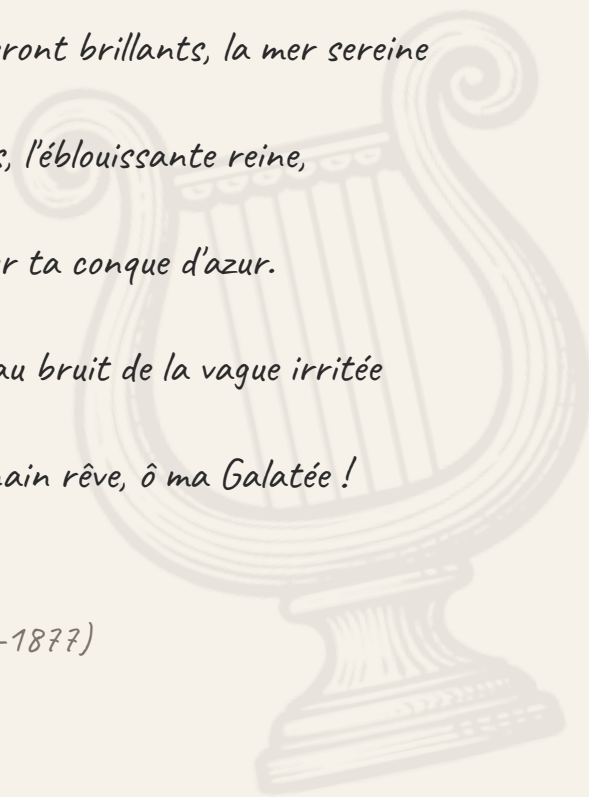 ront brillants, la mer sereine
s, l'éblouissante reine,
r ta conque d'azur.
au bruit de la vague irritée
ain rêve, ô ma Galatée !
-1877)